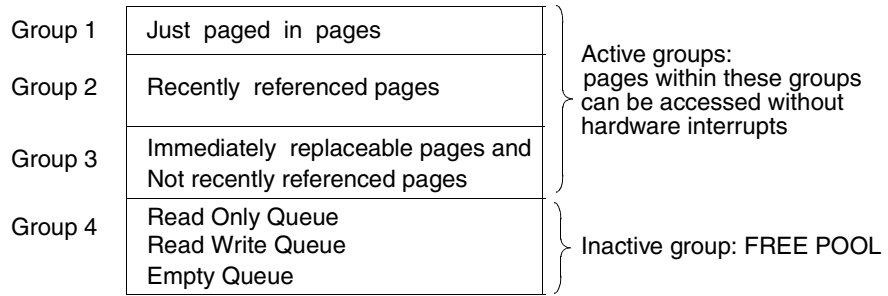 Group 1
Just paged in pages
Group 2
Recently referenced pages
Group 3
Immediately replaceable pages and
Not recently referenced pages
Active groups:
pages within these groups
can be accessed without
hardware interrupts
Group 4
Read Only Queue
Read Write Queue
Empty Queue
Inactive group: FREE POOL